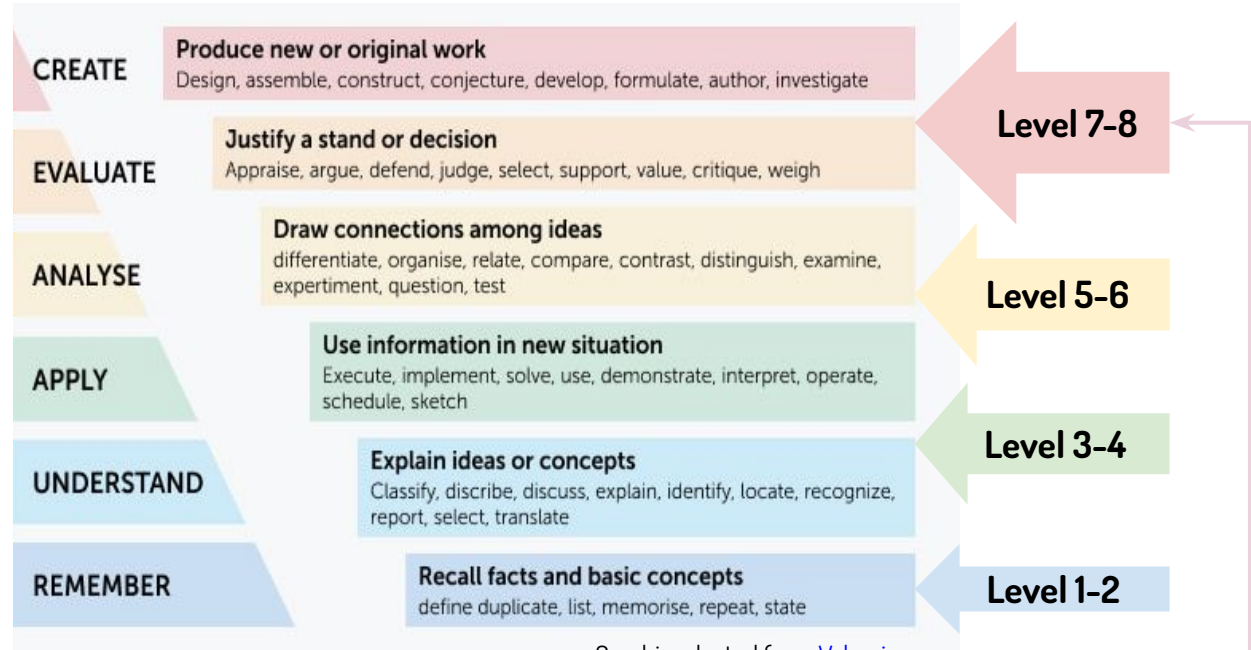 CREATE
Produce new or original work
Design, assemble, construct, conjecture, develop, formulate, author, investigate
Level 7-8
EVALUATE
Justify a stand or decision
Appraise, argue, defend, judge, select, support, value, critique, weigh
ANALYSE
Draw connections among ideas
differentiate, organise, relate, compare, contrast, distinguish, examine,
expertiment, question, test
Level 5-6
APPLY
Use information in new situation
Execute, implement, solve, use, demonstrate, interpret, operate,
schedule, sketch
Level 3-4
UNDERSTAND
Explain ideas or concepts
Classify, discribe, discuss, explain, identify, locate, recognize,
report, select, translate
REMEMBER
Recall facts and basic concepts
define duplicate, list, memorise, repeat, state
Level 1-2